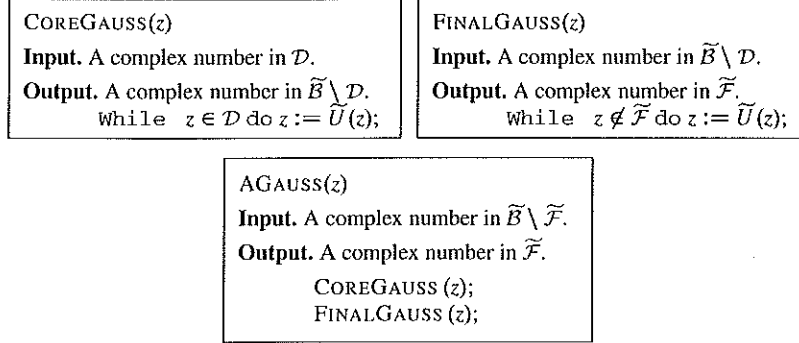 COREGAUSS(z)
Input. A complex number in 𝒟.
Output. A complex number in ℬ̃ \ 𝒟.
While z ∈ 𝒟 do z := Ũ(z);
FINALGAUSS(z)
Input. A complex number in ℬ̃ \ 𝒟.
Output. A complex number in ℱ̃.
While z ∉ ℱ̃ do z := Ũ(z);
AGAUSS(z)
Input. A complex number in ℬ̃ \ ℱ̃.
Output. A complex number in ℱ̃.
COREGAUSS (z);
FINALGAUSS (z);